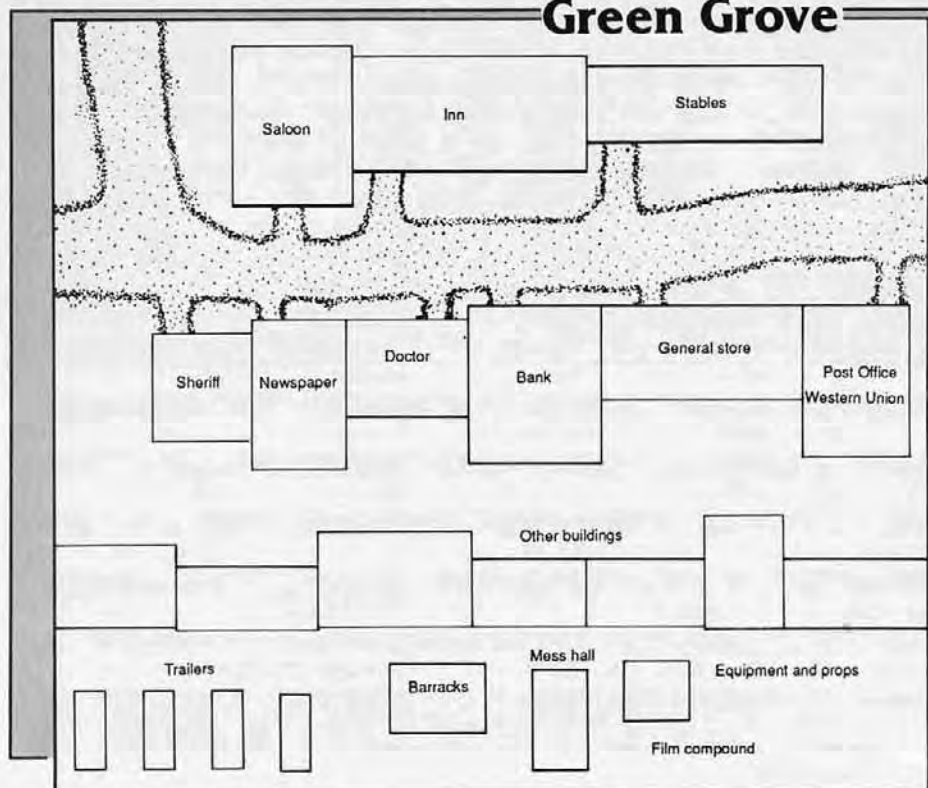 Green Grove
Saloon
Inn
Stables
Sheriff
Newspaper
Doctor
Bank
General store
Post Office
Western Union
Other buildings
Trailers
Barracks
Mess hall
Equipment and props
Film compound